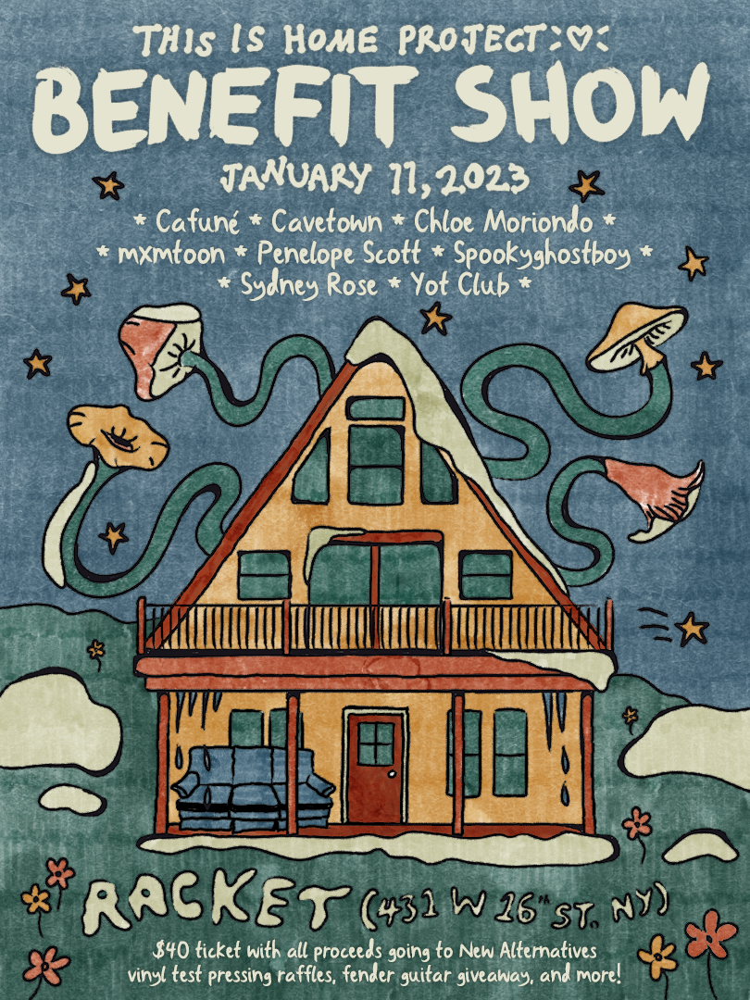 THIS IS HOME PROJECT :♡:
BENEFIT SHOW
JANUARY 11, 2023
* Cafuné * Cavetown * Chloe Moriondo *
* mxmtoon * Penelope Scott * Spookyghostboy *
* Sydney Rose * Yot Club *
RACKET (431 W 16TH ST. NY)
$40 ticket with all proceeds going to New Alternatives
vinyl test pressing raffles, fender guitar giveaway, and more!